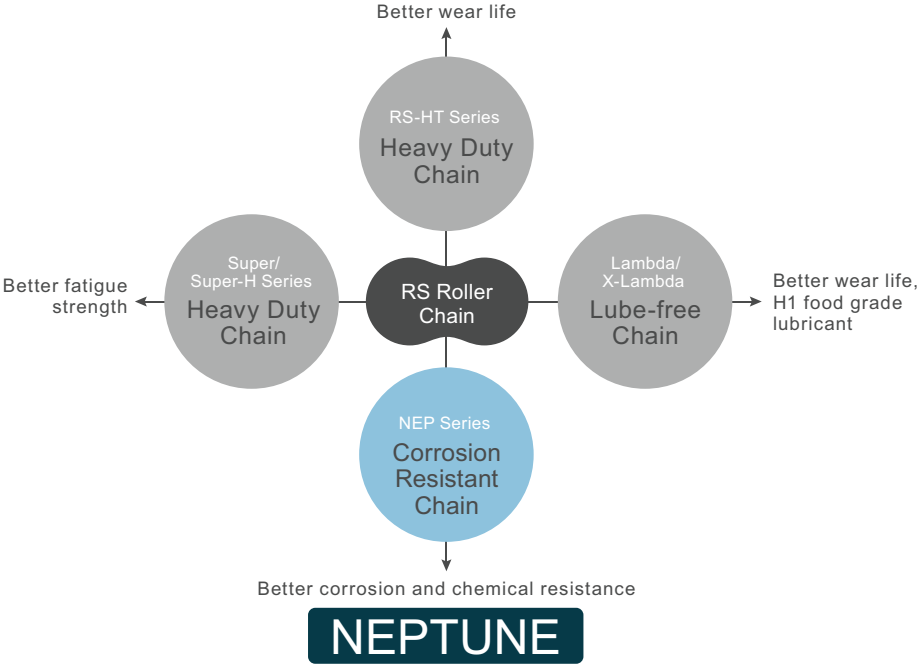 Better wear life
RS-HT Series
Heavy Duty
Chain
Super/
Super-H Series
Heavy Duty
Chain
Better fatigue
strength
RS Roller
Chain
Lambda/
X-Lambda
Lube-free
Chain
Better wear life,
H1 food grade
lubricant
NEP Series
Corrosion
Resistant
Chain
Better corrosion and chemical resistance
NEPTUNE